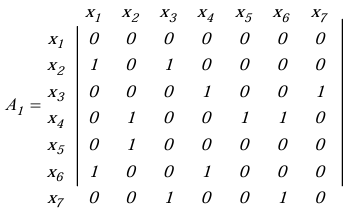 x₁ x₂ x₃ x₄ x₅ x₆ x₇
x₁ 0 0 0 0 0 0 0
x₂ 1 0 1 0 0 0 0
x₃ 0 0 0 1 0 0 1
A₁ =
x₄ 0 1 0 0 1 1 0
x₅ 0 1 0 0 0 0 0
x₆ 1 0 0 1 0 0 0
x₇ 0 0 1 0 0 1 0